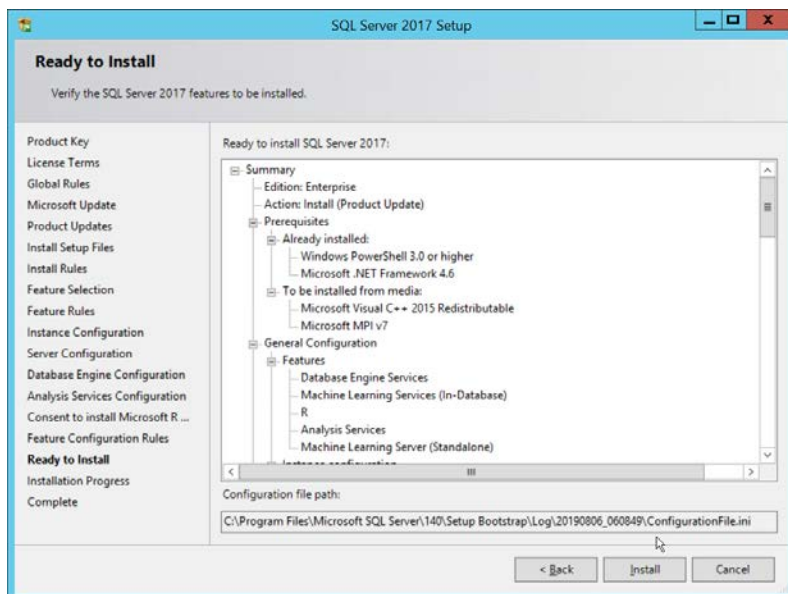 SQL Server 2017 Setup
Ready to Install
Verify the SQL Server 2017 features to be installed.
Product Key
License Terms
Global Rules
Microsoft Update
Product Updates
Install Setup Files
Install Rules
Feature Selection
Feature Rules
Instance Configuration
Server Configuration
Database Engine Configuration
Analysis Services Configuration
Consent to install Microsoft R ...
Feature Configuration Rules
Ready to Install
Installation Progress
Complete
Ready to install SQL Server 2017:
Summary
Edition: Enterprise
Action: Install (Product Update)
Prerequisites
Already installed:
Windows PowerShell 3.0 or higher
Microsoft .NET Framework 4.6
To be installed from media:
Microsoft Visual C++ 2015 Redistributable
Microsoft MPI v7
General Configuration
Features
Database Engine Services
Machine Learning Services (In-Database)
R
Analysis Services
Machine Learning Server (Standalone)
Instance configuration
Configuration file path:
C:\Program Files\Microsoft SQL Server\140\Setup Bootstrap\Log\20190806_060849\ConfigurationFile.ini
< Back
Install
Cancel